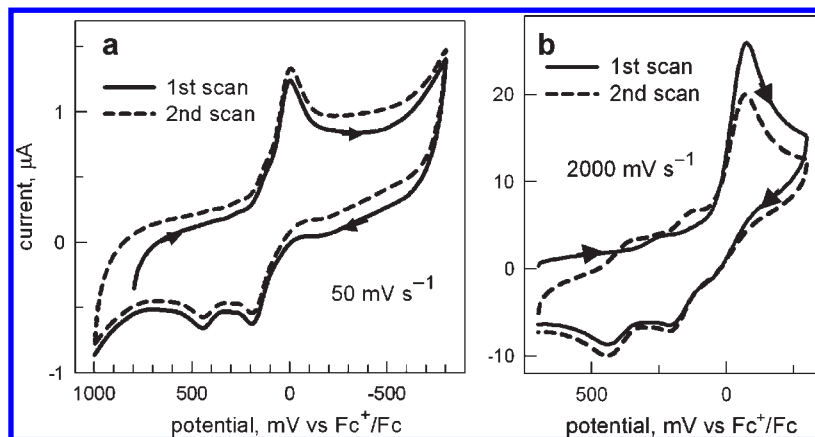 a
1st scan
2nd scan
50 mV s⁻¹
current, µA
1
0
-1
1000
500
0
-500
potential, mV vs Fc⁺/Fc
b
1st scan
2nd scan
2000 mV s⁻¹
20
10
0
-10
500
0
potential, mV vs Fc⁺/Fc